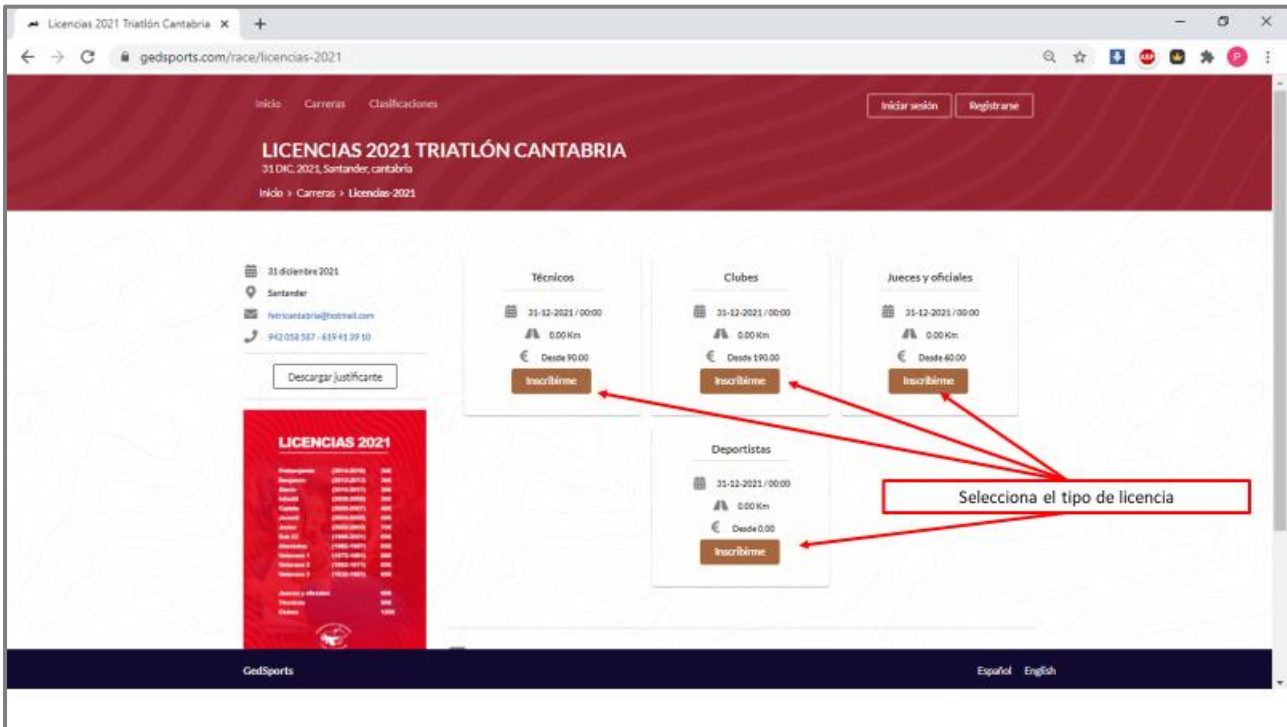 Licencias 2021 Triatlón Cantabria
gedsports.com/race/licencias-2021
ABP
P
Inicio Carreras Clasificaciones
Iniciar sesión
Registrarse
LICENCIAS 2021 TRIATLÓN CANTABRIA
31 DIC. 2021, Santander, cantabria
Inicio > Carreras > Licencias-2021
31 diciembre 2021
Santander
fetricantabria@hotmail.com
942 058 587 - 619 41 39 10
Descargar justificante
Técnicos
31-12-2021 / 00:00
0.00 Km
€ Desde 90.00
Inscribirme
Clubes
31-12-2021 / 00:00
0.00 Km
€ Desde 190.00
Inscribirme
Jueces y oficiales
31-12-2021 / 00:00
0.00 Km
€ Desde 60.00
Inscribirme
Deportistas
31-12-2021 / 00:00
0.00 Km
€ Desde 0.00
Inscribirme
Selecciona el tipo de licencia
LICENCIAS 2021
Jueces y oficiales
Técnicos
Clubes
GedSports
Español English